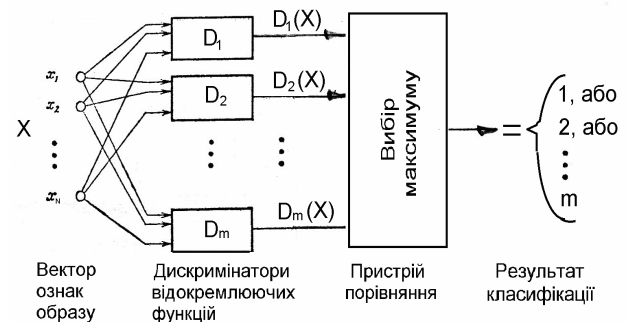 D₁(X)
D₁
x₁
D₂(X)
1, або
D₂
x₂
2, або
X
Вибір
максимуму
m
xN
Dm(X)
Dm
Вектор
ознак
образу
Дискримінатори
відокремлюючих
функцій
Пристрій
порівняння
Результат
класифікації
=